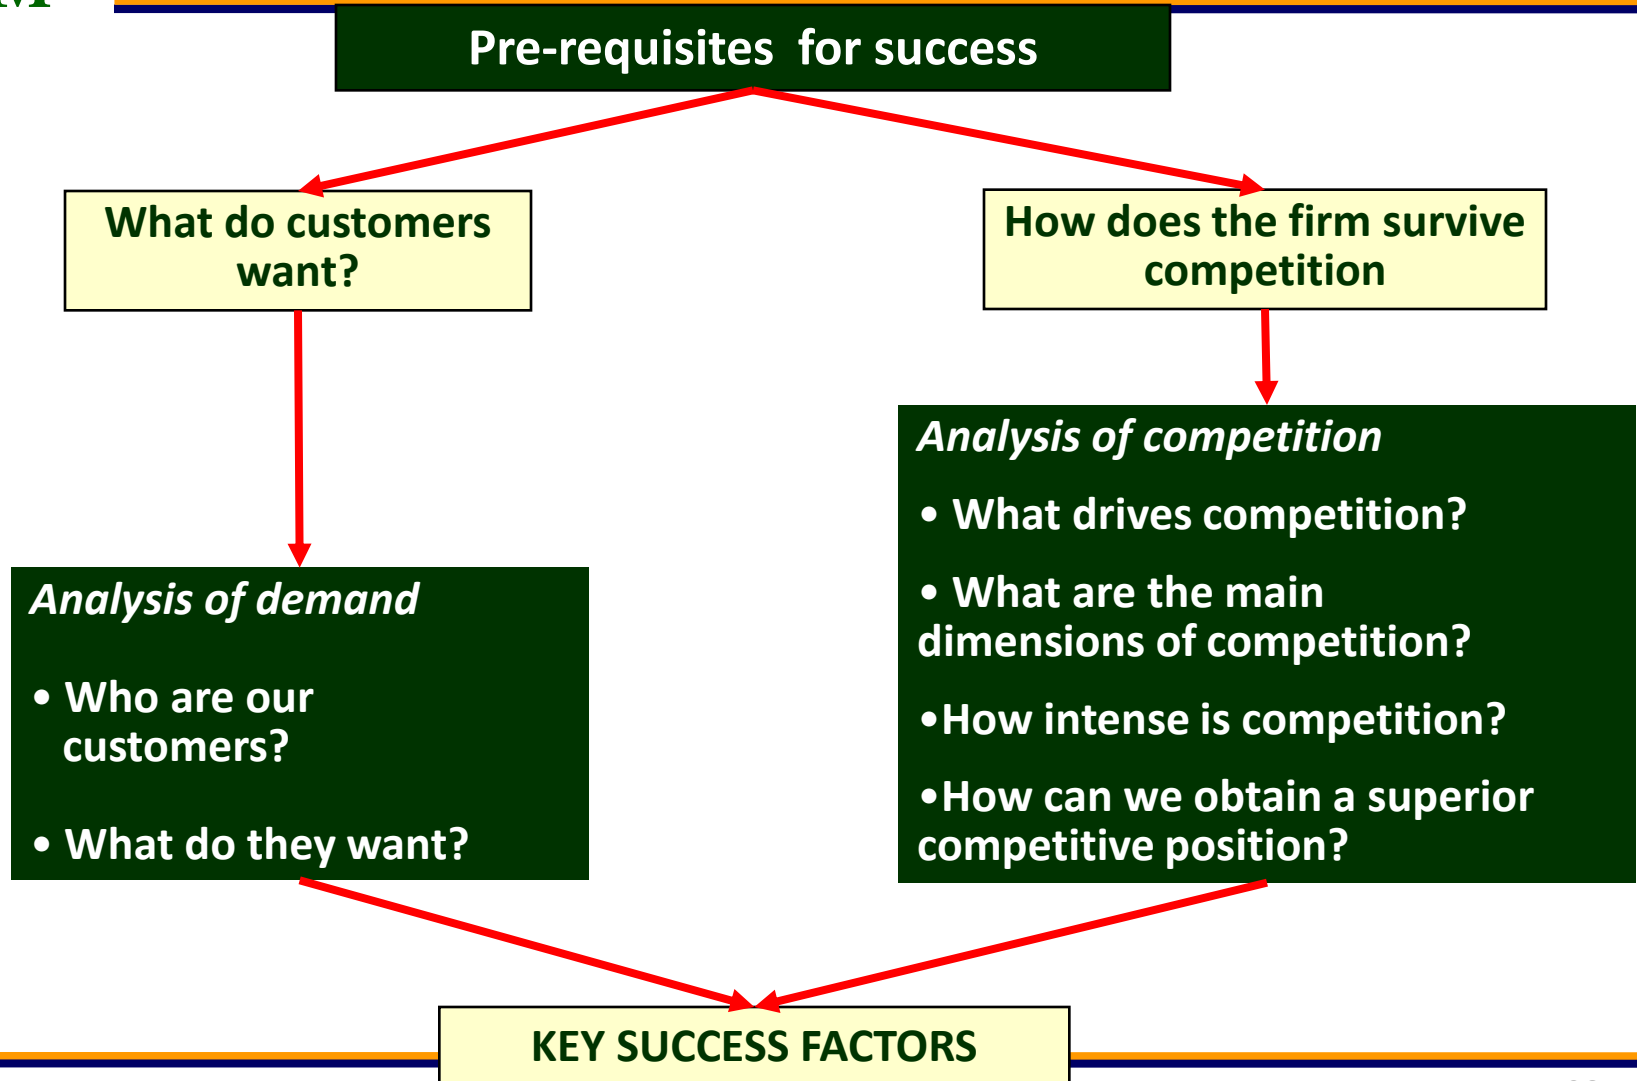 Pre-requisites  for success
What do customers
want?
How does the firm survive
competition
Analysis of competition
• What drives competition?
• What are the main
dimensions of competition?
•How intense is competition?
•How can we obtain a superior
competitive position?
Analysis of demand
• Who are our
customers?
• What do they want?
KEY SUCCESS FACTORS